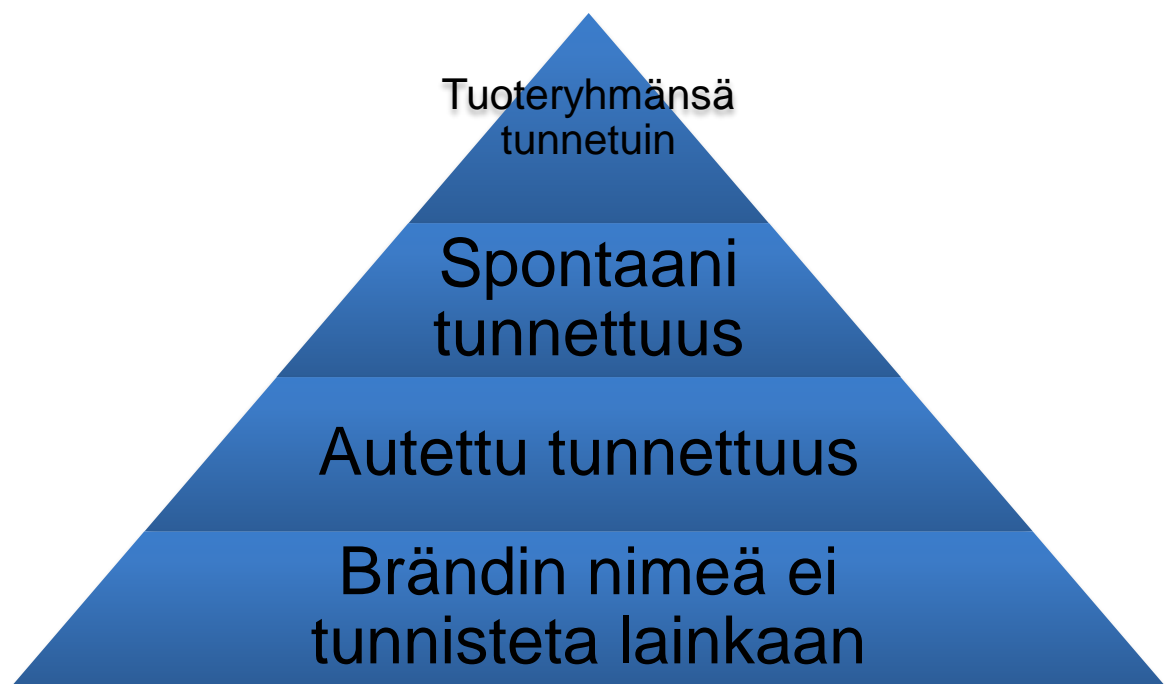 Tuoteryhmänsä
tunnetuin
Spontaani
tunnettuus
Autettu tunnettuus
Brändin nimeä ei
tunnisteta lainkaan